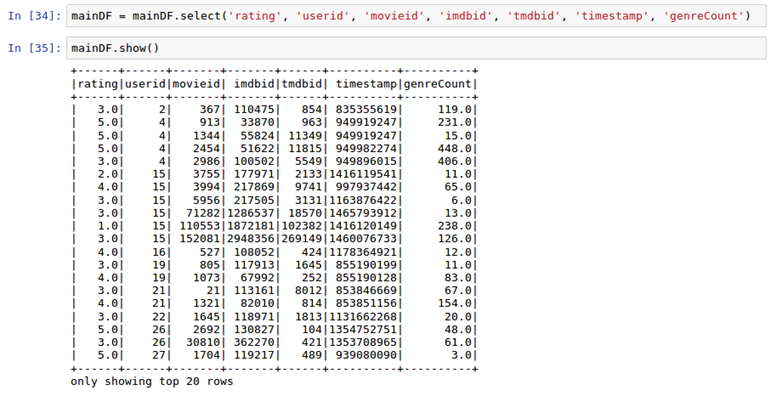 In [34]: mainDF = mainDF.select('rating', 'userid', 'movieid', 'imdbid', 'tmdbid', 'timestamp', 'genreCount')
In [35]: mainDF.show()
+------+------+-------+-------+------+----------+----------+
|rating|userid|movieid| imdbid|tmdbid| timestamp|genreCount|
+------+------+-------+-------+------+----------+----------+
|   3.0|     2|    367| 110475|   854| 835355619|     119.0|
|   5.0|     4|    913|  33870|   963| 949919247|     231.0|
|   5.0|     4|   1344|  55824| 11349| 949919247|      15.0|
|   5.0|     4|   2454|  51622| 11815| 949982274|     448.0|
|   3.0|     4|   2986| 100502|  5549| 949896015|     406.0|
|   2.0|    15|   3755| 177971|  2133|1416119541|      11.0|
|   4.0|    15|   3994| 217869|  9741| 997937442|      65.0|
|   3.0|    15|   5956| 217505|  3131|1163876422|       6.0|
|   3.0|    15|  71282|1286537| 18570|1465793912|      13.0|
|   1.0|    15| 110553|1872181|102382|1416120149|     238.0|
|   3.0|    15| 152081|2948356|269149|1460076733|     126.0|
|   4.0|    16|    527| 108052|   424|1178364921|      12.0|
|   3.0|    19|    805| 117913|  1645| 855190199|      11.0|
|   4.0|    19|   1073|  67992|   252| 855190128|      83.0|
|   3.0|    21|     21| 113161|  8012| 853846669|      67.0|
|   4.0|    21|   1321|  82010|   814| 853851156|     154.0|
|   3.0|    22|   1645| 118971|  1813|1131662268|      20.0|
|   5.0|    26|   2692| 130827|   104|1354752751|      48.0|
|   3.0|    26|  30810| 362270|   421|1353708965|      61.0|
|   5.0|    27|   1704| 119217|   489| 939080090|       3.0|
+------+------+-------+-------+------+----------+----------+
only showing top 20 rows